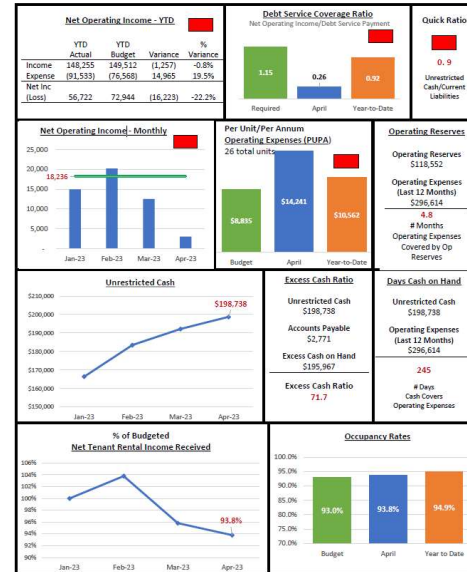 Net Operating Income - YTD
YTD Actual YTD Budget Variance % Variance
Income 148,255 149,512 (1,257) -0.8%
Expense (91,533) (76,568) 14,965 19.5%
Net Inc (Loss) 56,722 72,944 (16,223) -22.2%
Debt Service Coverage Ratio
Net Operating Income/Debt Service Payment
1.15
0.26
0.92
Required April Year-to-Date
Quick Ratio
0.9
Unrestricted
Cash/Current
Liabilities
Net Operating Income - Monthly
25,000
20,000
18,236
15,000
10,000
5,000
-
Jan-23 Feb-23 Mar-23 Apr-23
Per Unit/Per Annum
Operating Expenses (PUPA)
26 total units
$8,835
$14,241
$10,562
Budget April Year-to-Date
Operating Reserves
Operating Reserves
$118,552
Operating Expenses
(Last 12 Months)
$296,614
4.8
# Months
Operating Expenses
Covered by Op
Reserves
Unrestricted Cash
$210,000
$200,000
$190,000
$180,000
$170,000
$160,000
$150,000
$198,738
Jan-23 Feb-23 Mar-23 Apr-23
Excess Cash Ratio
Unrestricted Cash
$198,738
Accounts Payable
$2,771
Excess Cash on Hand
$195,967
Excess Cash Ratio
71.7
Days Cash on Hand
Unrestricted Cash
$198,738
Operating Expenses
(Last 12 Months)
$296,614
245
# Days
Cash Covers
Operating Expenses
% of Budgeted
Net Tenant Rental Income Received
106%
104%
102%
100%
98%
96%
94%
92%
90%
93.8%
Jan-23 Feb-23 Mar-23 Apr-23
Occupancy Rates
100.0%
95.0%
90.0%
85.0%
80.0%
75.0%
70.0%
93.0%
93.8%
94.9%
Budget April Year to Date